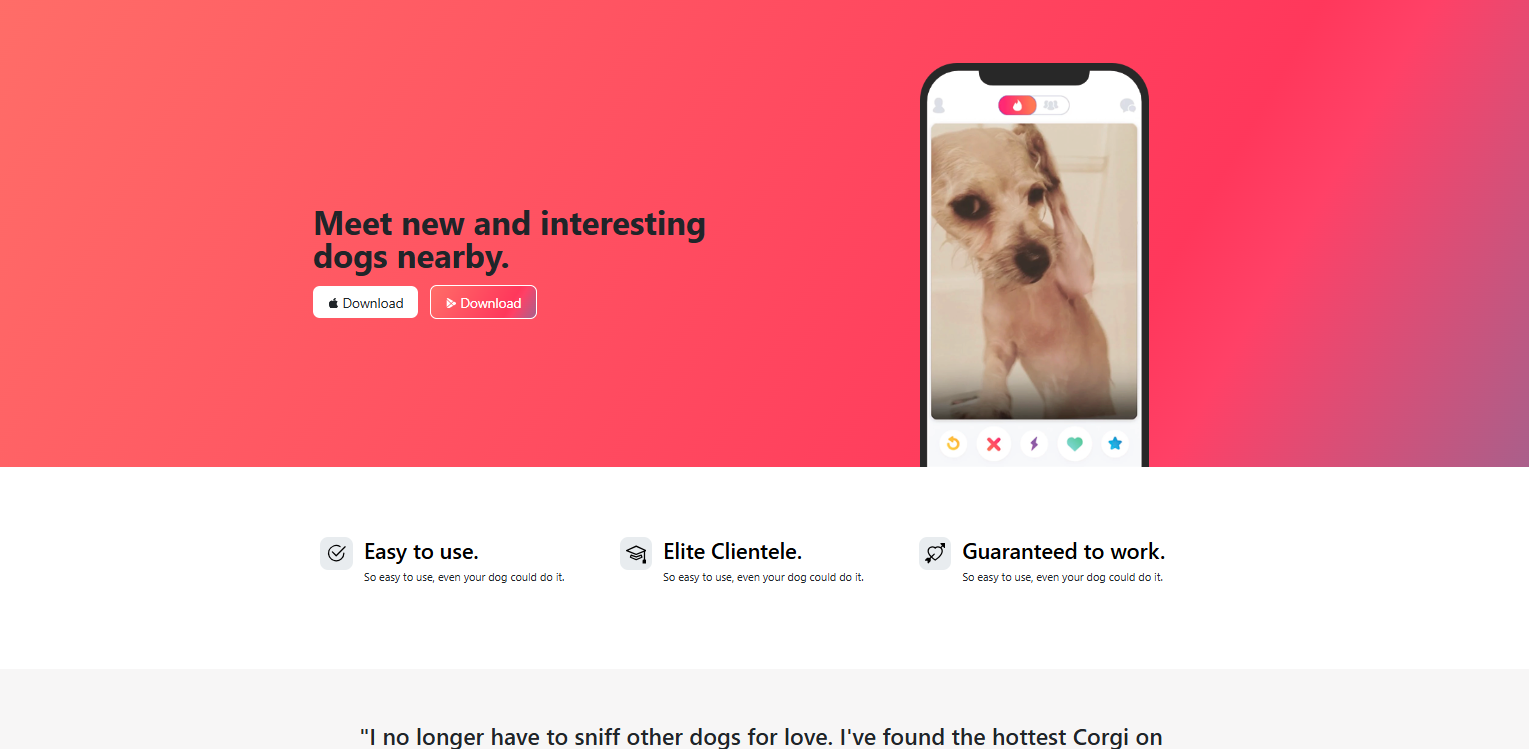 Meet new and interesting
dogs nearby.
Download
Download
Easy to use.
So easy to use, even your dog could do it.
Elite Clientele.
So easy to use, even your dog could do it.
Guaranteed to work.
So easy to use, even your dog could do it.
"I no longer have to sniff other dogs for love. I've found the hottest Corgi on